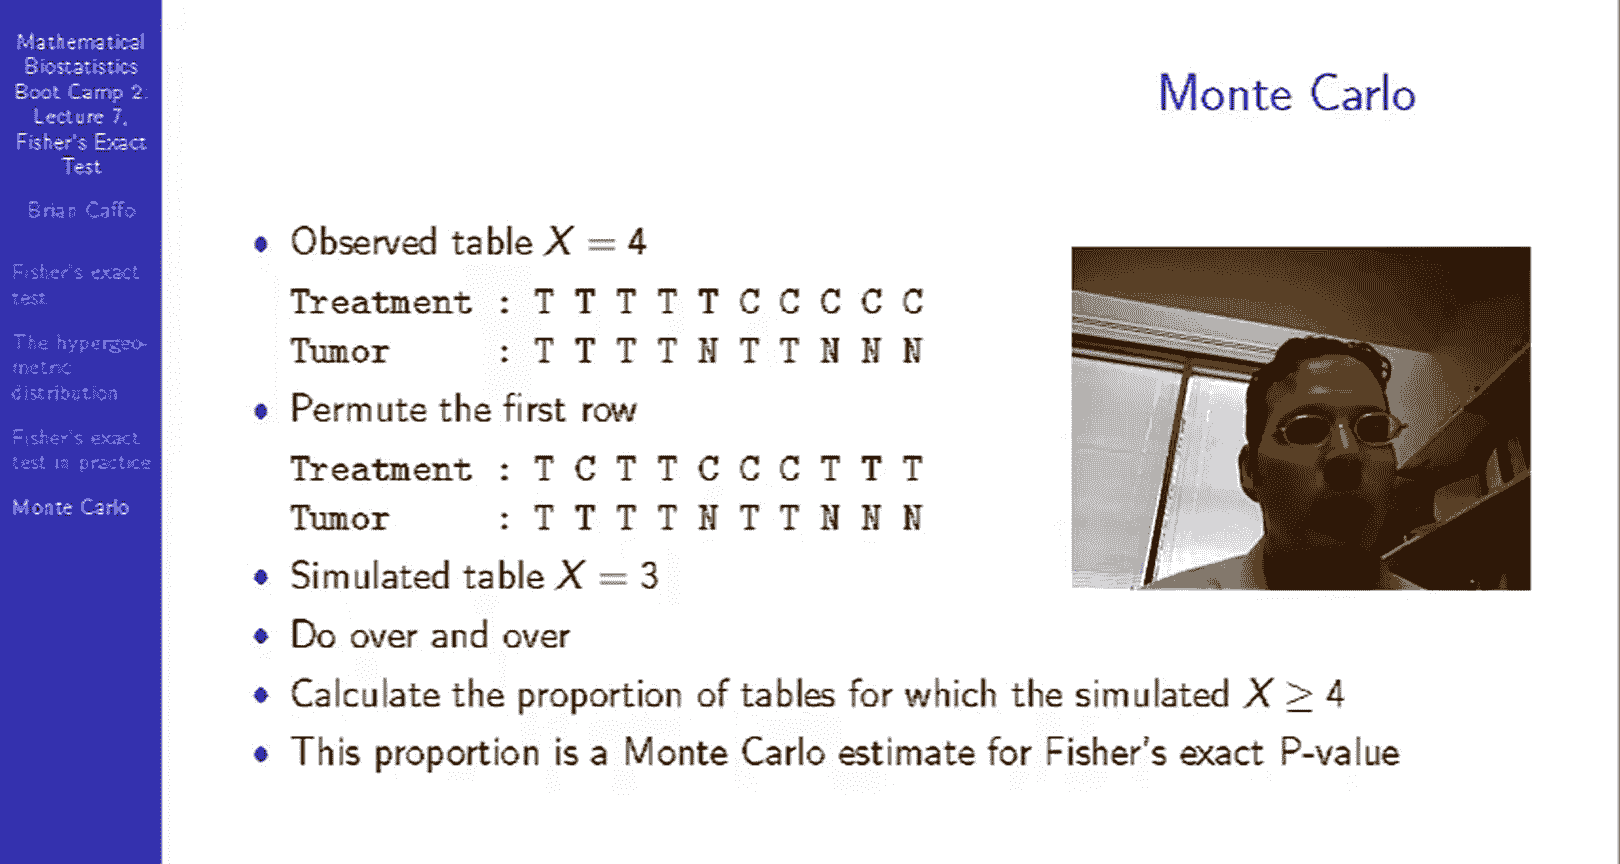 Mathematical
Biostatistics
Boot Camp 2:
Lecture 7,
Fisher's Exact
Test
Brian Caffo
Fisher's exact
test
The hypergeo-
metric
distribution
Fisher's exact
test in practice
Monte Carlo
Monte Carlo
• Observed table X = 4
Treatment : T T T T T C C C C C
Tumor : T T T T N T T N N N
• Permute the first row
Treatment : T C T T C C C T T T
Tumor : T T T T N T T N N N
• Simulated table X = 3
• Do over and over
• Calculate the proportion of tables for which the simulated X ≥ 4
• This proportion is a Monte Carlo estimate for Fisher's exact P-value